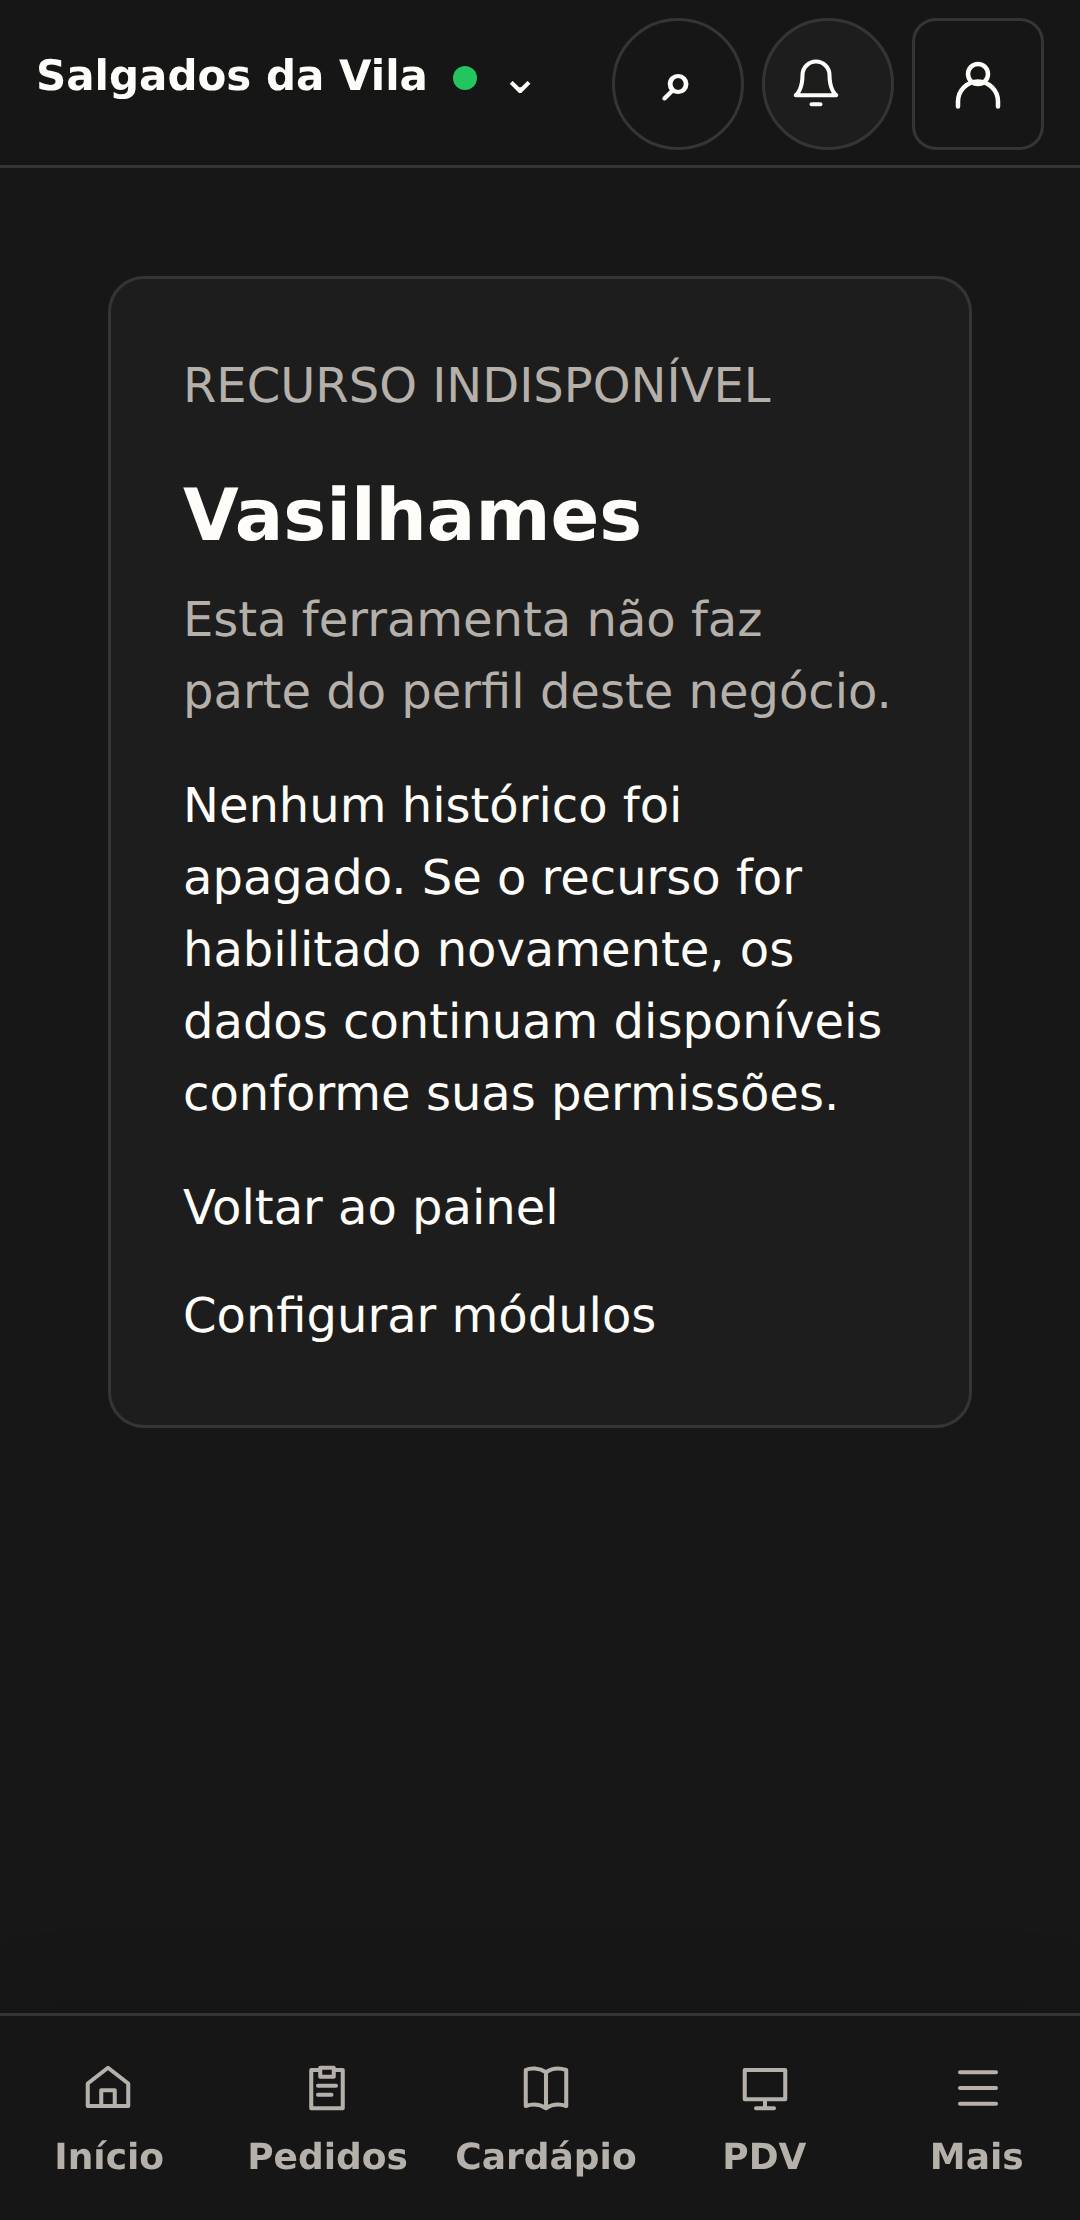 Salgados da Vila
RECURSO INDISPONÍVEL
Vasilhames
Esta ferramenta não faz
parte do perfil deste negócio.
Nenhum histórico foi
apagado. Se o recurso for
habilitado novamente, os
dados continuam disponíveis
conforme suas permissões.
Voltar ao painel
Configurar módulos
Início
Pedidos
Cardápio
PDV
Mais